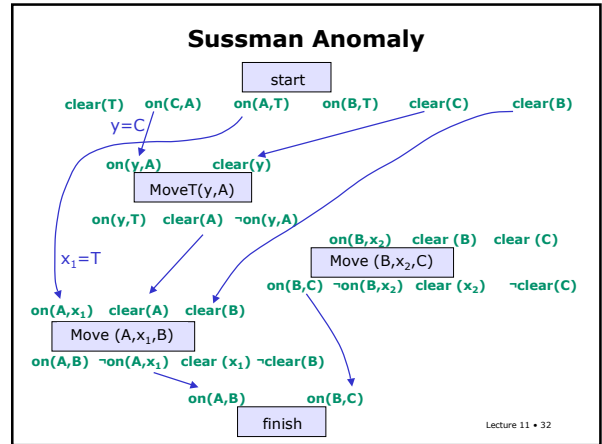 Sussman Anomaly
start
clear(T) on(C,A) on(A,T) on(B,T) clear(C) clear(B)
y=C
on(y,A) clear(y)
MoveT(y,A)
on(y,T) clear(A) ¬on(y,A)
on(B,x₂) clear (B) clear (C)
Move (B,x₂,C)
x₁=T
on(B,C) ¬on(B,x₂) clear (x₂) ¬clear(C)
on(A,x₁) clear(A) clear(B)
Move (A,x₁,B)
on(A,B) ¬on(A,x₁) clear (x₁) ¬clear(B)
on(A,B) on(B,C)
finish
Lecture 11 • 32